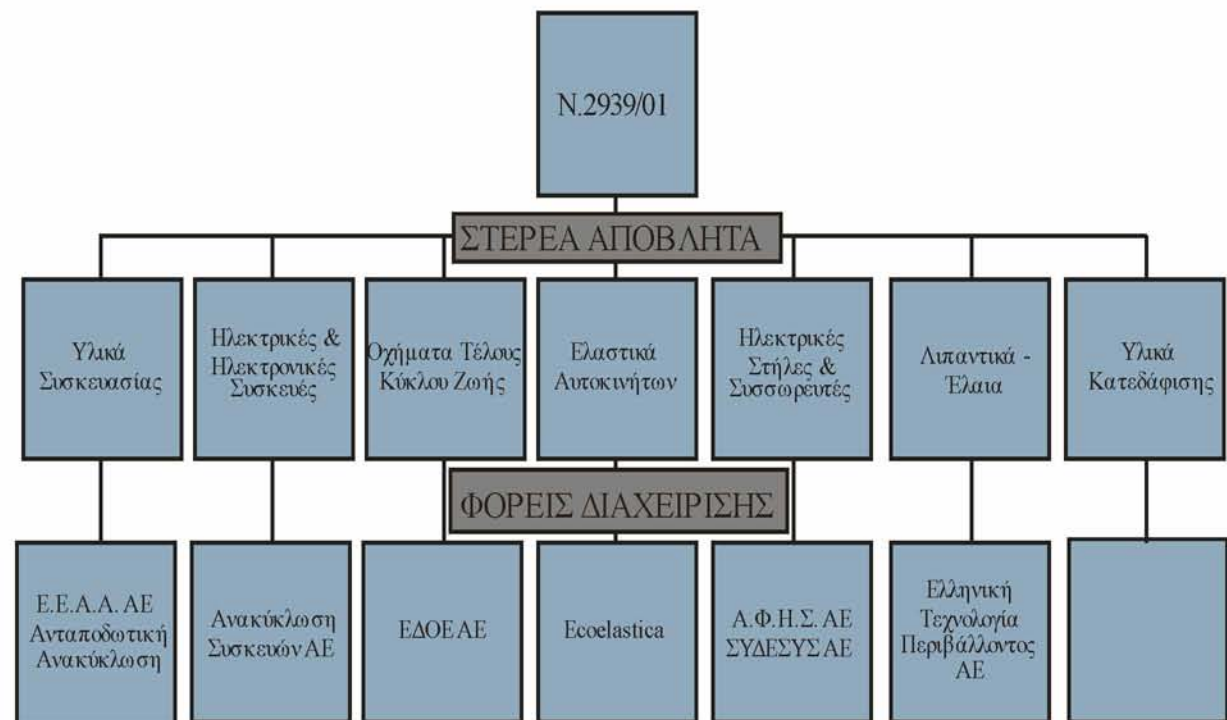 Ν.2939/01
ΣΤΕΡΕΑ ΑΠΟΒΛΗΤΑ
Υλικά
Συσκευασίας
Ηλεκτρικές &
Ηλεκτρονικές
Συσκευές
Οχήματα Τέλους
Κύκλου Ζωής
Ελαστικά
Αυτοκινήτων
Ηλεκτρικές
Στήλες &
Συσσωρευτές
Λιπαντικά -
Έλαια
Υλικά
Κατεδάφισης
ΦΟΡΕΙΣ ΔΙΑΧΕΙΡΙΣΗΣ
Ε.Ε.Α.Α. ΑΕ
Ανταποδωτική
Ανακύκλωση
Ανακύκλωση
Συσκευών ΑΕ
ΕΔΟΕ ΑΕ
Ecoelastica
Α.Φ.Η.Σ. ΑΕ
ΣΥΔΕΣΥΣ ΑΕ
Ελληνική
Τεχνολογία
Περιβάλλοντος
ΑΕ